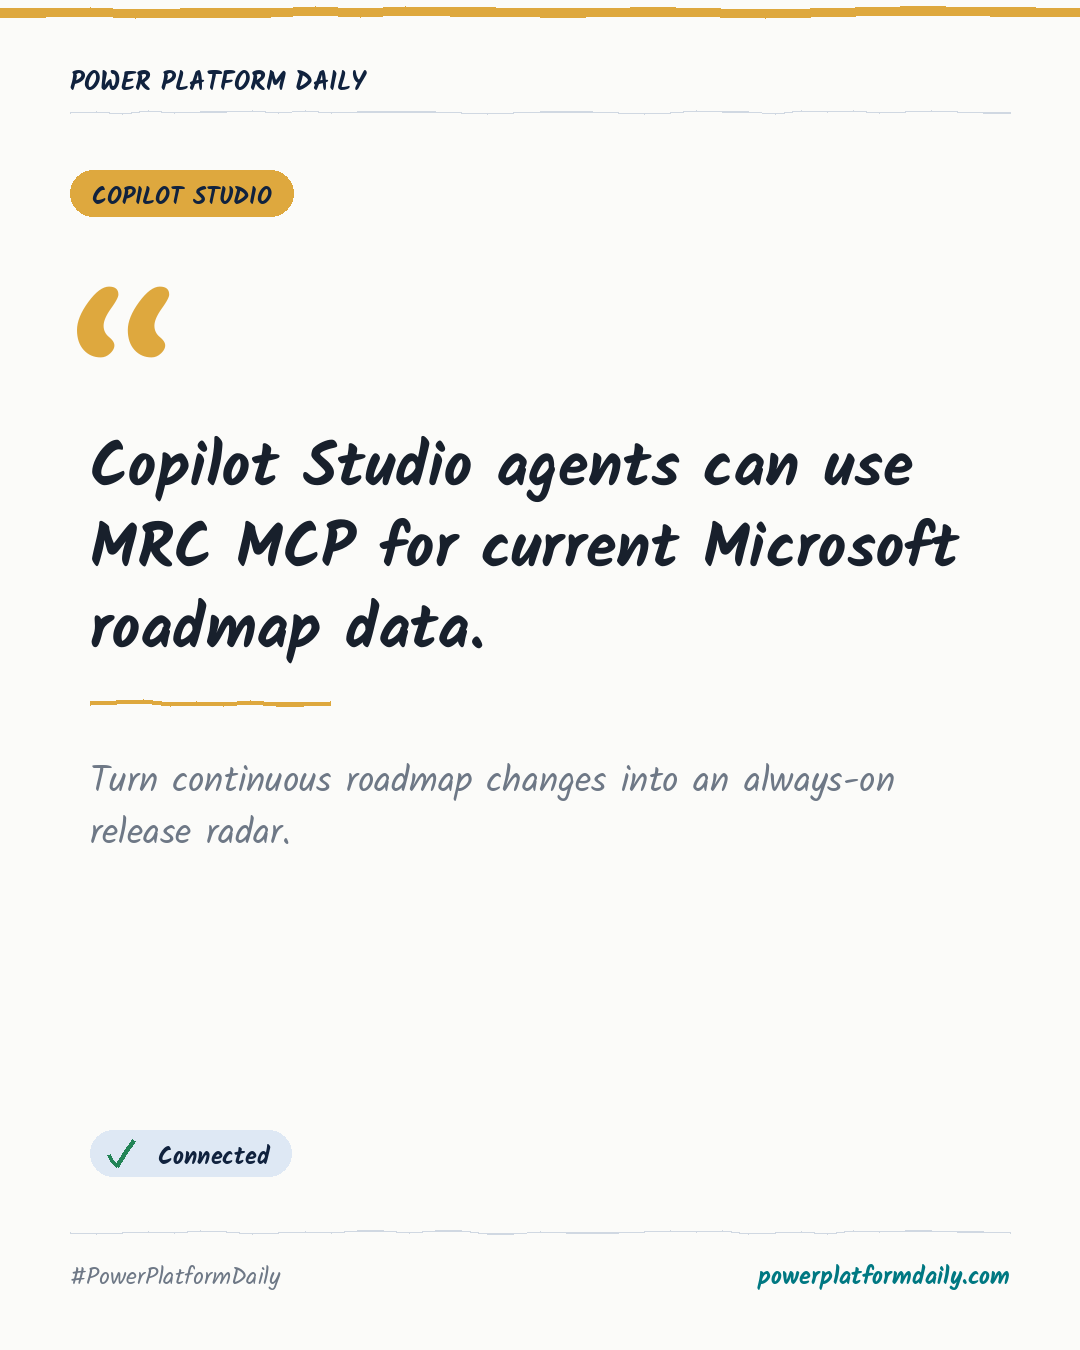 POWER PLATFORM DAILY
COPILOT STUDIO
“
Copilot Studio agents can use
MRC MCP for current Microsoft
roadmap data.
Turn continuous roadmap changes into an always-on
release radar.
✓ Connected
#PowerPlatformDaily
powerplatformdaily.com